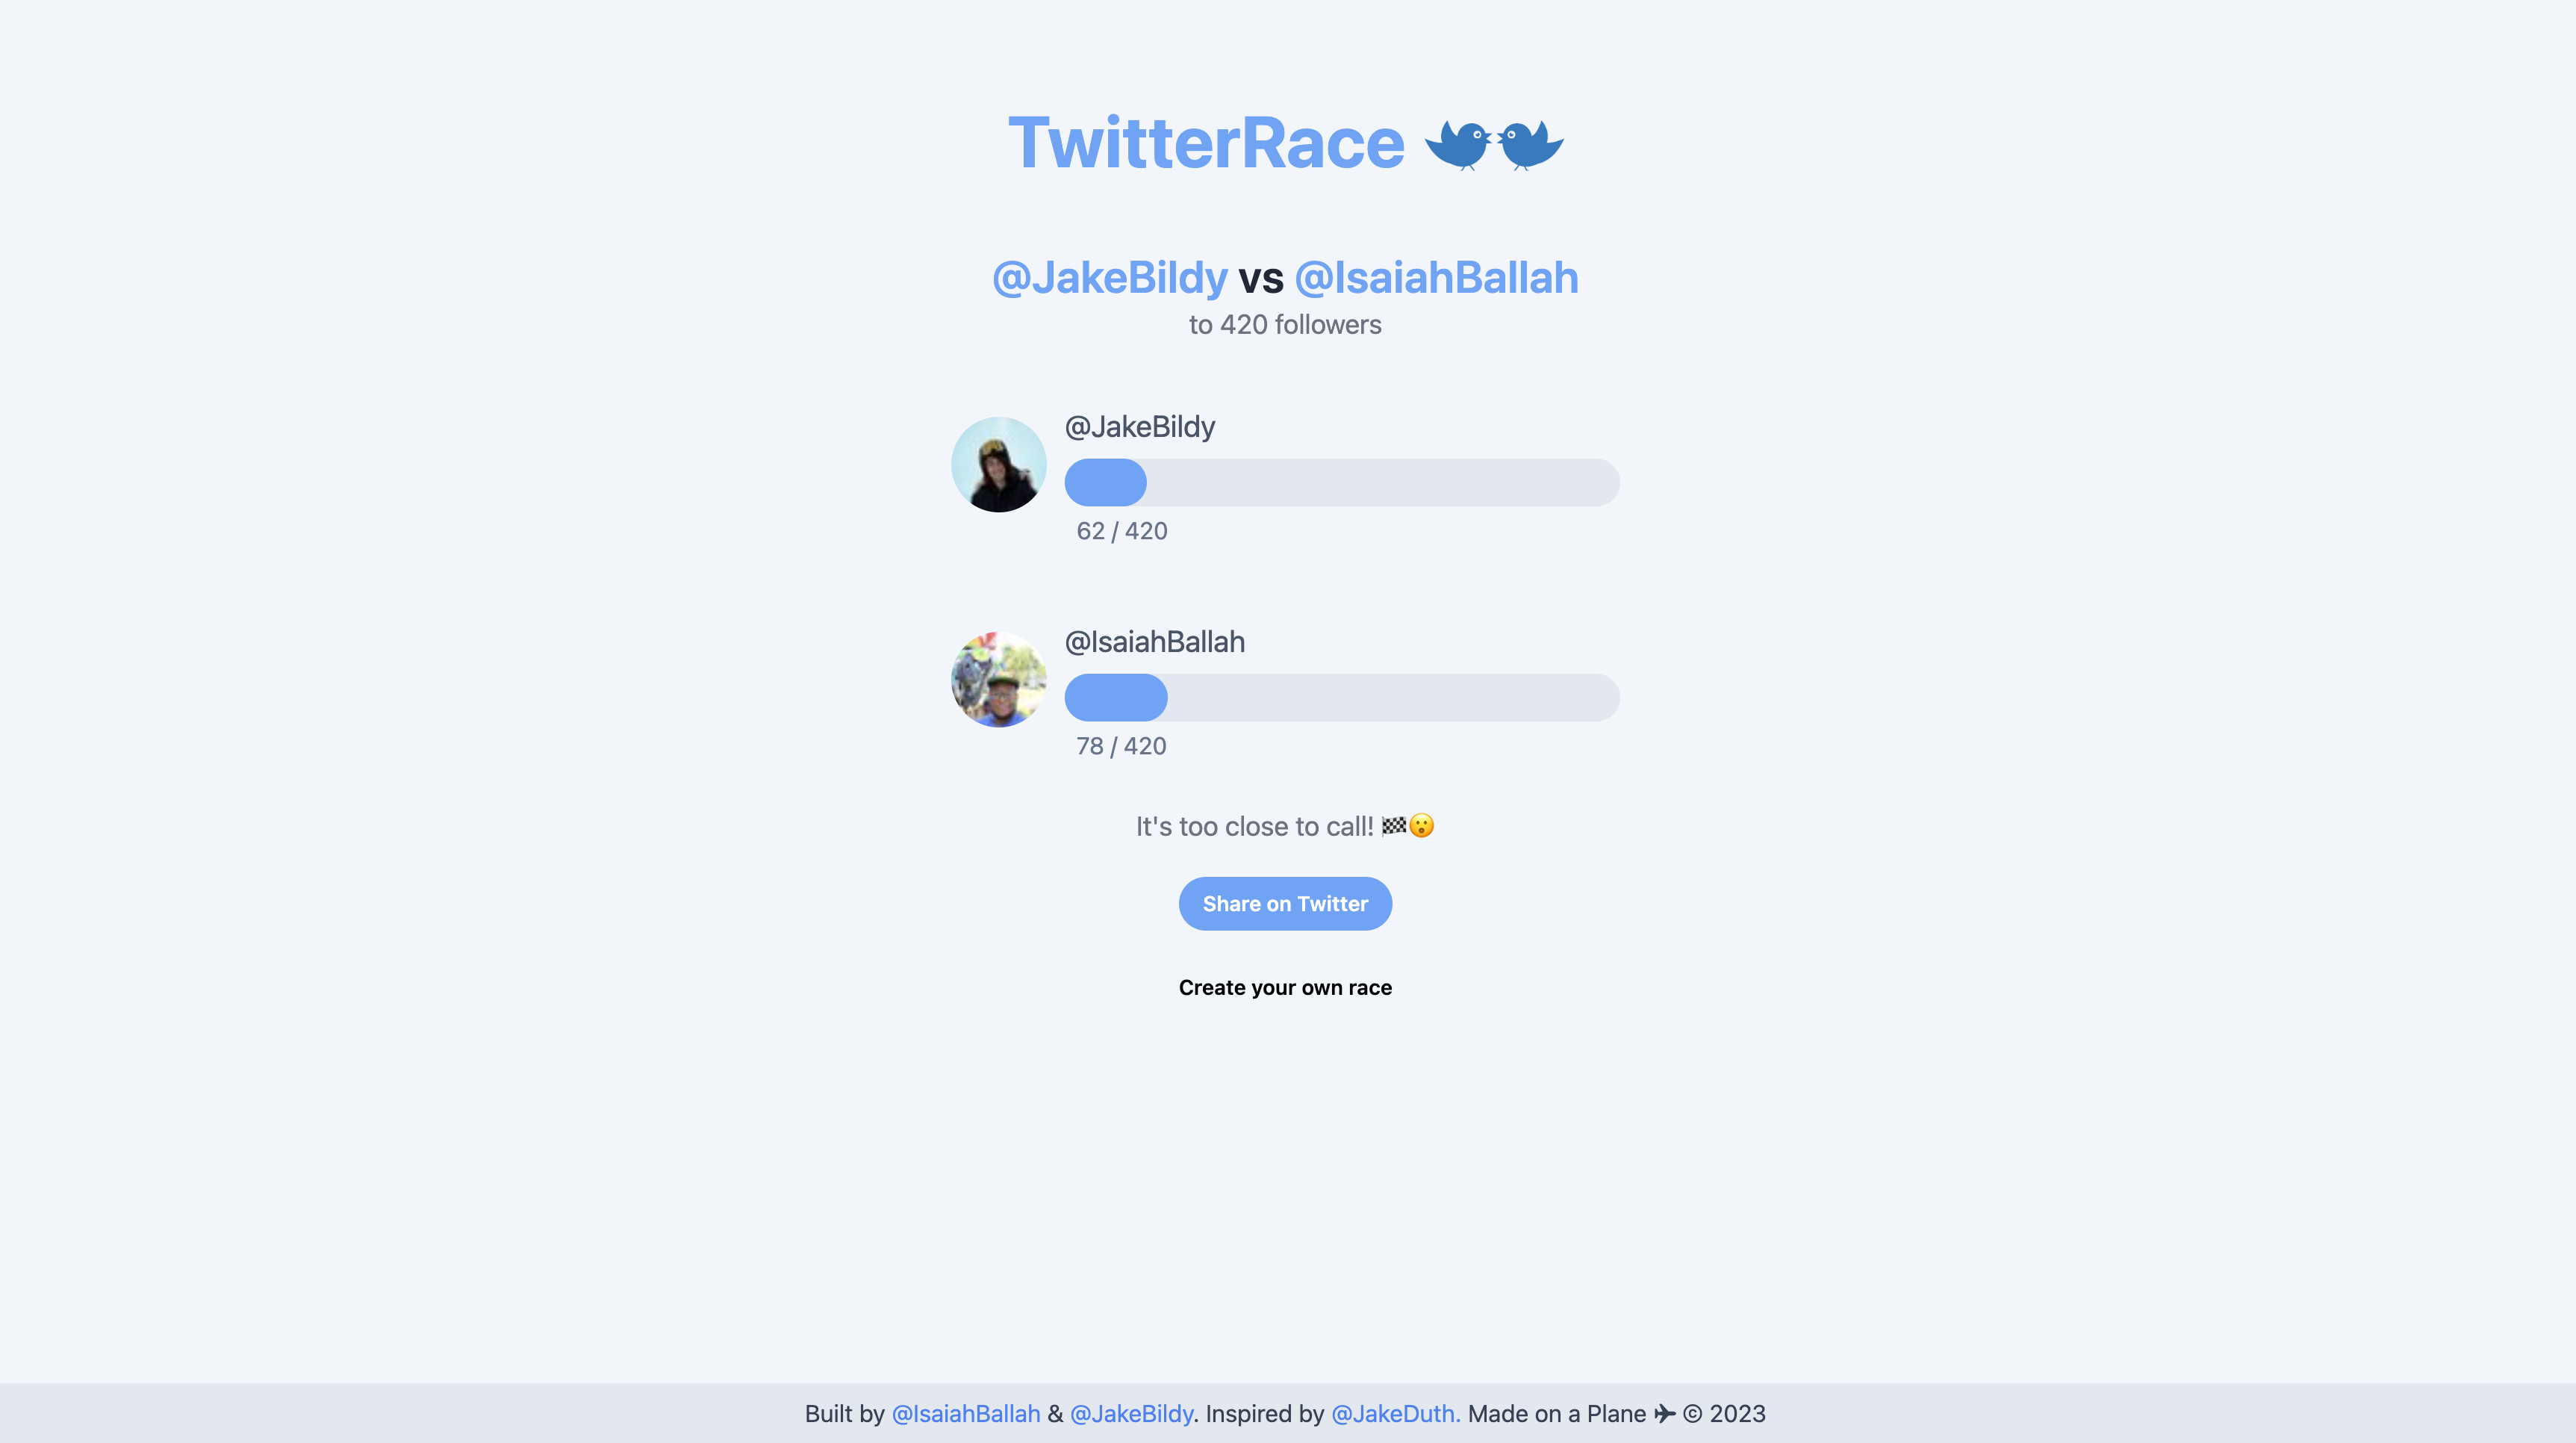 TwitterRace
@JakeBildy vs @IsaiahBallah
to 420 followers
@JakeBildy
62 / 420
@IsaiahBallah
78 / 420
It's too close to call! 🏁😮
Share on Twitter
Create your own race
Built by @IsaiahBallah & @JakeBildy. Inspired by @JakeDuth. Made on a Plane ✈ © 2023